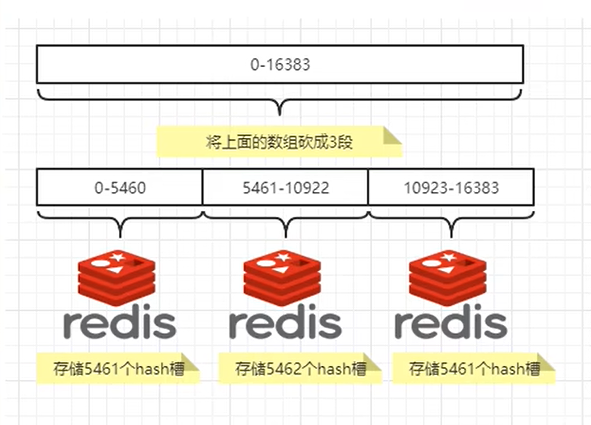 0-16383
将上面的数组砍成3段
0-5460
5461-10922
10923-16383
redis
redis
redis
存储5461个hash槽
存储5462个hash槽
存储5461个hash槽